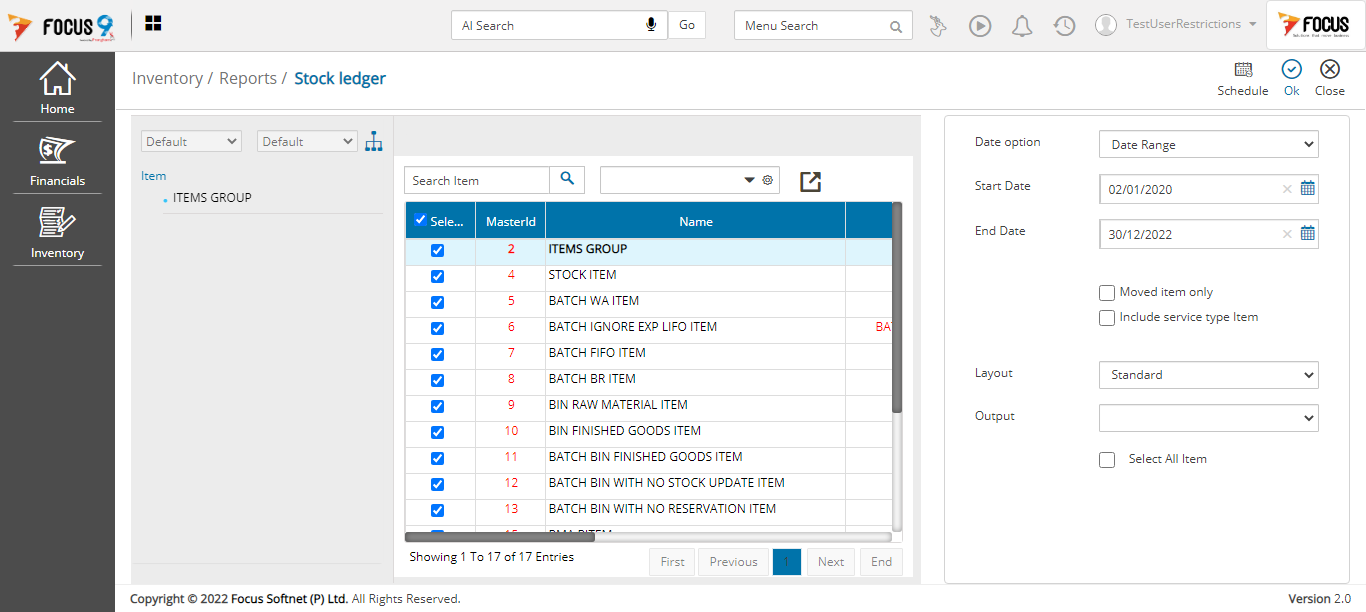 FOCUS 9
AI Search
Go
Menu Search
TestUserRestrictions
FOCUS
Home
Financials
Inventory
Inventory / Reports / Stock ledger
Schedule
Ok
Close
Default
Default
Item
ITEMS GROUP
Search Item
Sele... MasterId Name
2 ITEMS GROUP
4 STOCK ITEM
5 BATCH WA ITEM
6 BATCH IGNORE EXP LIFO ITEM BAT
7 BATCH FIFO ITEM
8 BATCH BR ITEM
9 BIN RAW MATERIAL ITEM
10 BIN FINISHED GOODS ITEM
11 BATCH BIN FINISHED GOODS ITEM
12 BATCH BIN WITH NO STOCK UPDATE ITEM
13 BATCH BIN WITH NO RESERVATION ITEM
Showing 1 To 17 of 17 Entries
First Previous 1 Next End
Date option Date Range
Start Date 02/01/2020
End Date 30/12/2022
Moved item only
Include service type Item
Layout Standard
Output
Select All Item
Copyright © 2022 Focus Softnet (P) Ltd. All Rights Reserved.
Version 2.0